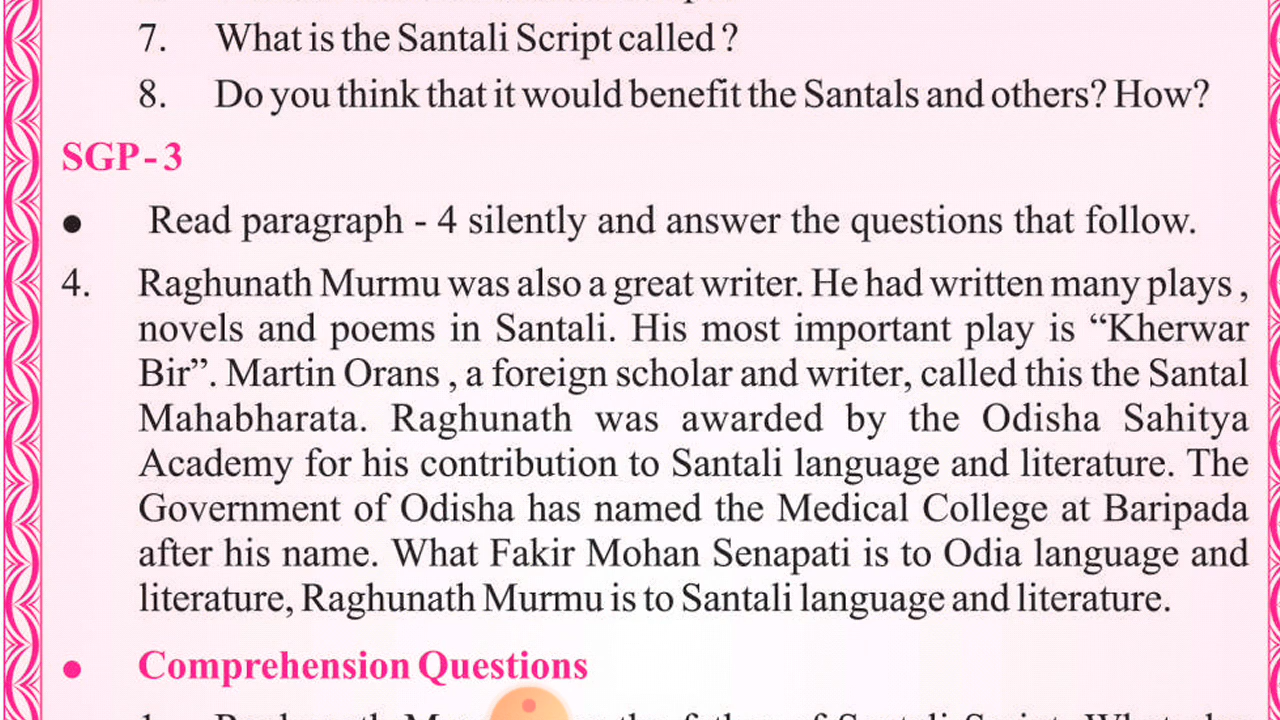 7. What is the Santali Script called ?
8. Do you think that it would benefit the Santals and others? How?
SGP - 3
● Read paragraph - 4 silently and answer the questions that follow.
4. Raghunath Murmu was also a great writer. He had written many plays ,
novels and poems in Santali. His most important play is “Kherwar
Bir”. Martin Orans , a foreign scholar and writer, called this the Santal
Mahabharata. Raghunath was awarded by the Odisha Sahitya
Academy for his contribution to Santali language and literature. The
Government of Odisha has named the Medical College at Baripada
after his name. What Fakir Mohan Senapati is to Odia language and
literature, Raghunath Murmu is to Santali language and literature.
● Comprehension Questions